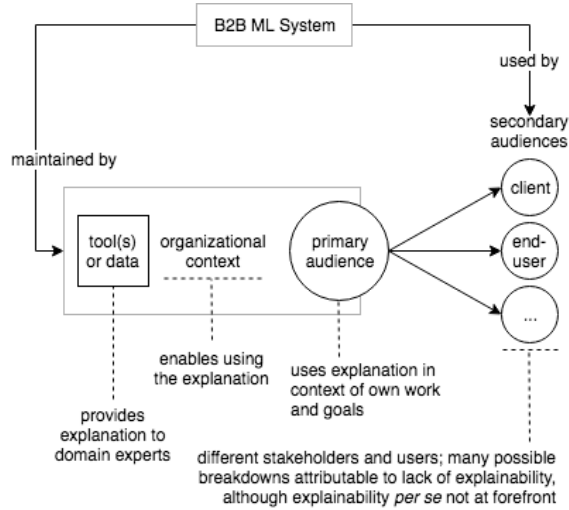 B2B ML System
used by
secondary
audiences
maintained by
client
tool(s)
or data
organizational
context
primary
audience
end-
user
...
enables using
the explanation
uses explanation in
context of own work
and goals
provides
explanation to
domain experts
different stakeholders and users; many possible
breakdowns attributable to lack of explainability,
although explainability per se not at forefront